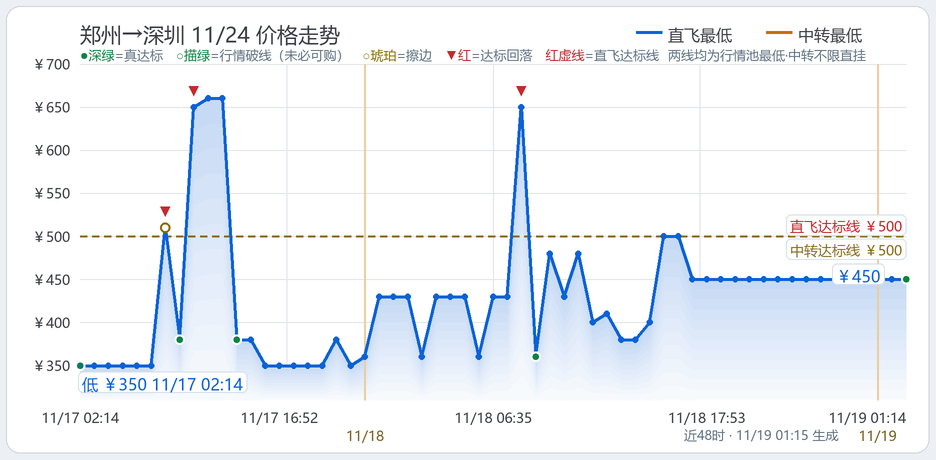 郑州→深圳 11/24 价格走势
直飞最低 中转最低
●深绿=真达标 ○描绿=行情破线（未必可购） ○琥珀=擦边 ▼红=达标回落 红虚线=直飞达标线 两线均为行情池最低·中转不限直挂
￥700
￥650
￥600
￥550
￥500
￥450
￥400
￥350
直飞达标线 ￥500
中转达标线 ￥500
￥450
低 ￥350 11/17 02:14
11/17 02:14 11/17 16:52 11/18 06:35 11/18 17:53 11/19 01:14
11/18 近48时 · 11/19 01:15 生成 11/19